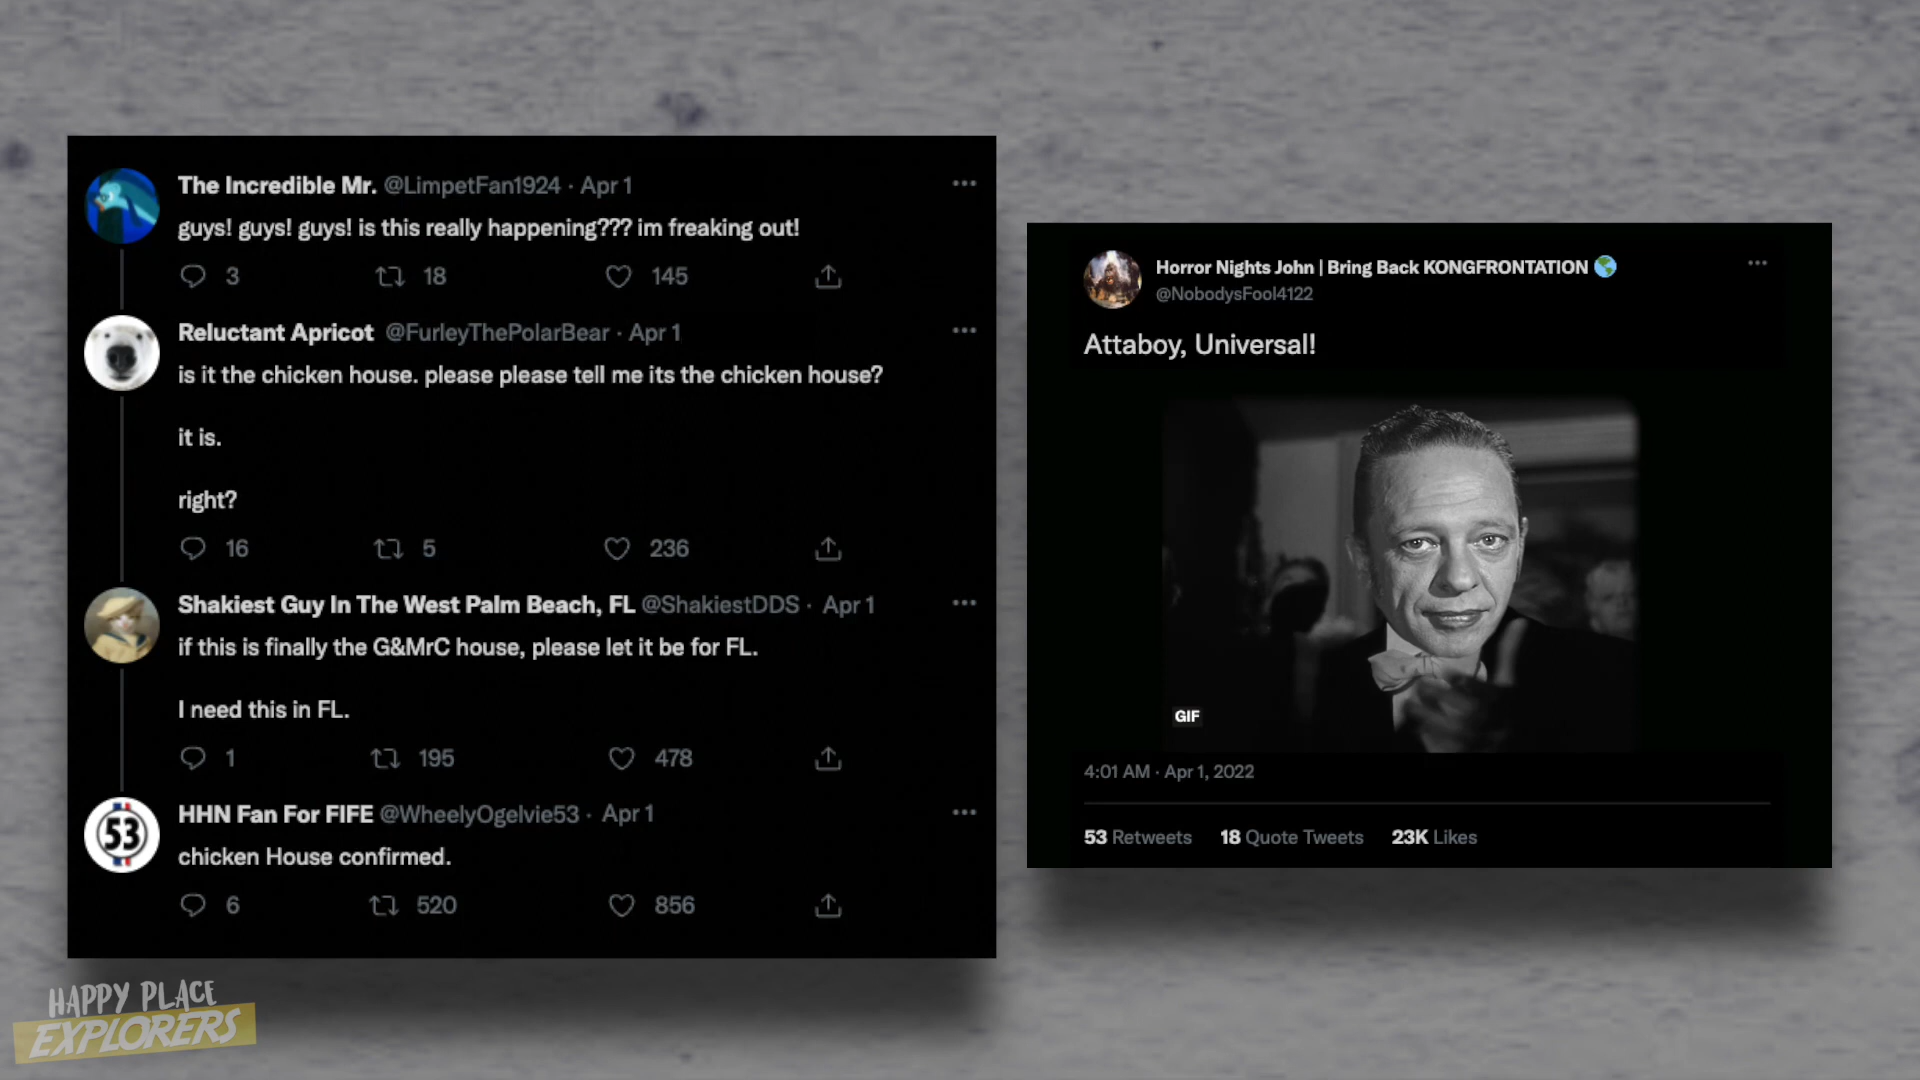 The Incredible Mr. @LimpetFan1924 · Apr 1
guys! guys! guys! is this really happening??? im freaking out!
3 18 145
Reluctant Apricot @FurleyThePolarBear · Apr 1
is it the chicken house. please please tell me its the chicken house?
it is.
right?
16 5 236
Shakiest Guy In The West Palm Beach, FL @ShakiestDDS · Apr 1
if this is finally the G&MrC house, please let it be for FL.
I need this in FL.
1 195 478
53
HHN Fan For FIFE @WheelyOgelvie53 · Apr 1
chicken House confirmed.
6 520 856
Horror Nights John | Bring Back KONGFRONTATION 🌎
@NobodysFool4122
Attaboy, Universal!
GIF
4:01 AM · Apr 1, 2022
53 Retweets 18 Quote Tweets 23K Likes
HAPPY PLACE
EXPLORERS